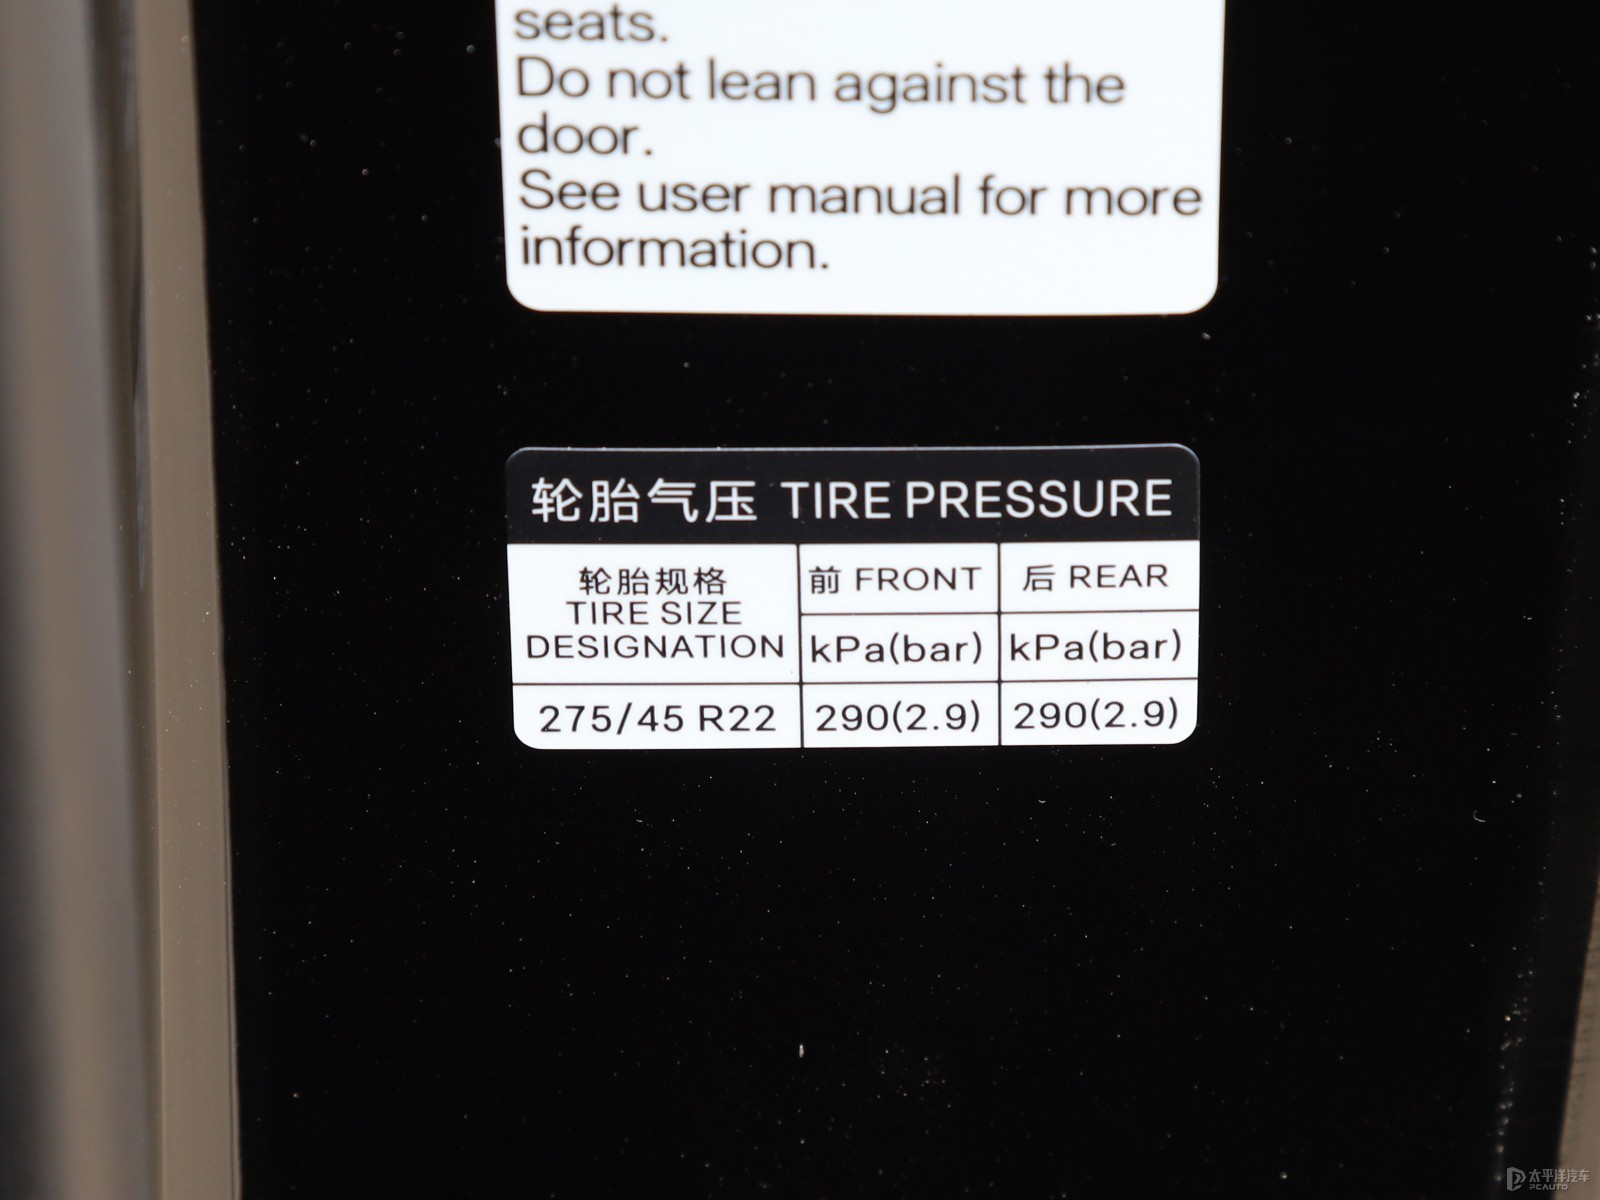 seats.
Do not lean against the
door.
See user manual for more
information.
轮胎气压 TIRE PRESSURE
轮胎规格
TIRE SIZE
DESIGNATION
前 FRONT
后 REAR
kPa(bar)
kPa(bar)
275/45 R22
290(2.9)
290(2.9)
太平洋汽车
PCAUTO